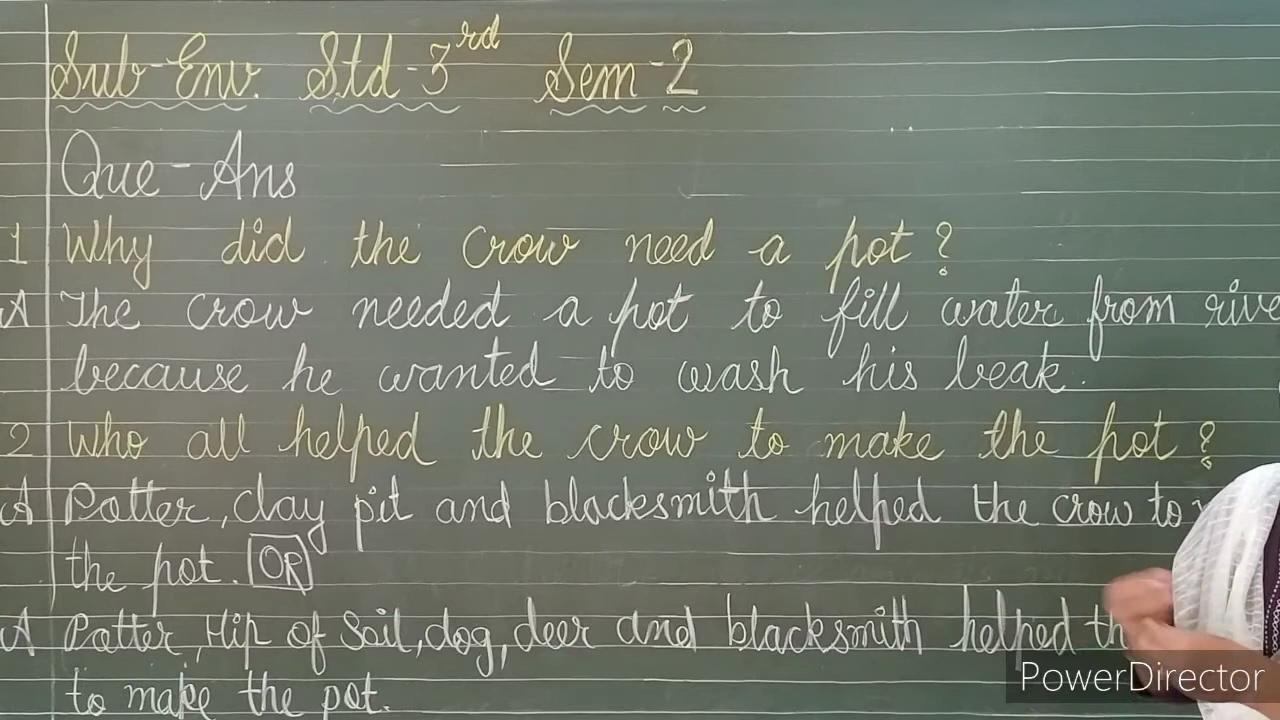 Sub-Env. Std-3rd Sem-2
Que-Ans
1 Why did the crow need a pot?
A The crow needed a pot to fill water from rive
because he wanted to wash his beak.
2 Who all helped the crow to make the pot?
A Potter, clay pit and blacksmith helped the crow to
the pot. OR
A Potter, Hip of Soil, dog, deer and blacksmith helped th
to make the pot.
PowerDirector